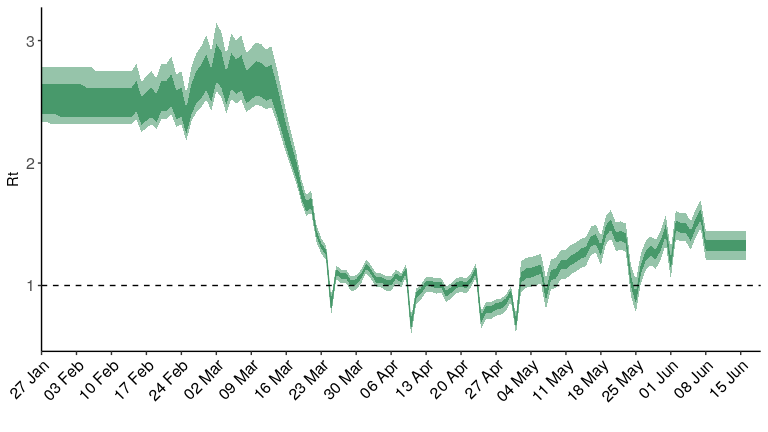 3
2
1
Rt
27 Jan
03 Feb
10 Feb
17 Feb
24 Feb
02 Mar
09 Mar
16 Mar
23 Mar
30 Mar
06 Apr
13 Apr
20 Apr
27 Apr
04 May
11 May
18 May
25 May
01 Jun
08 Jun
15 Jun